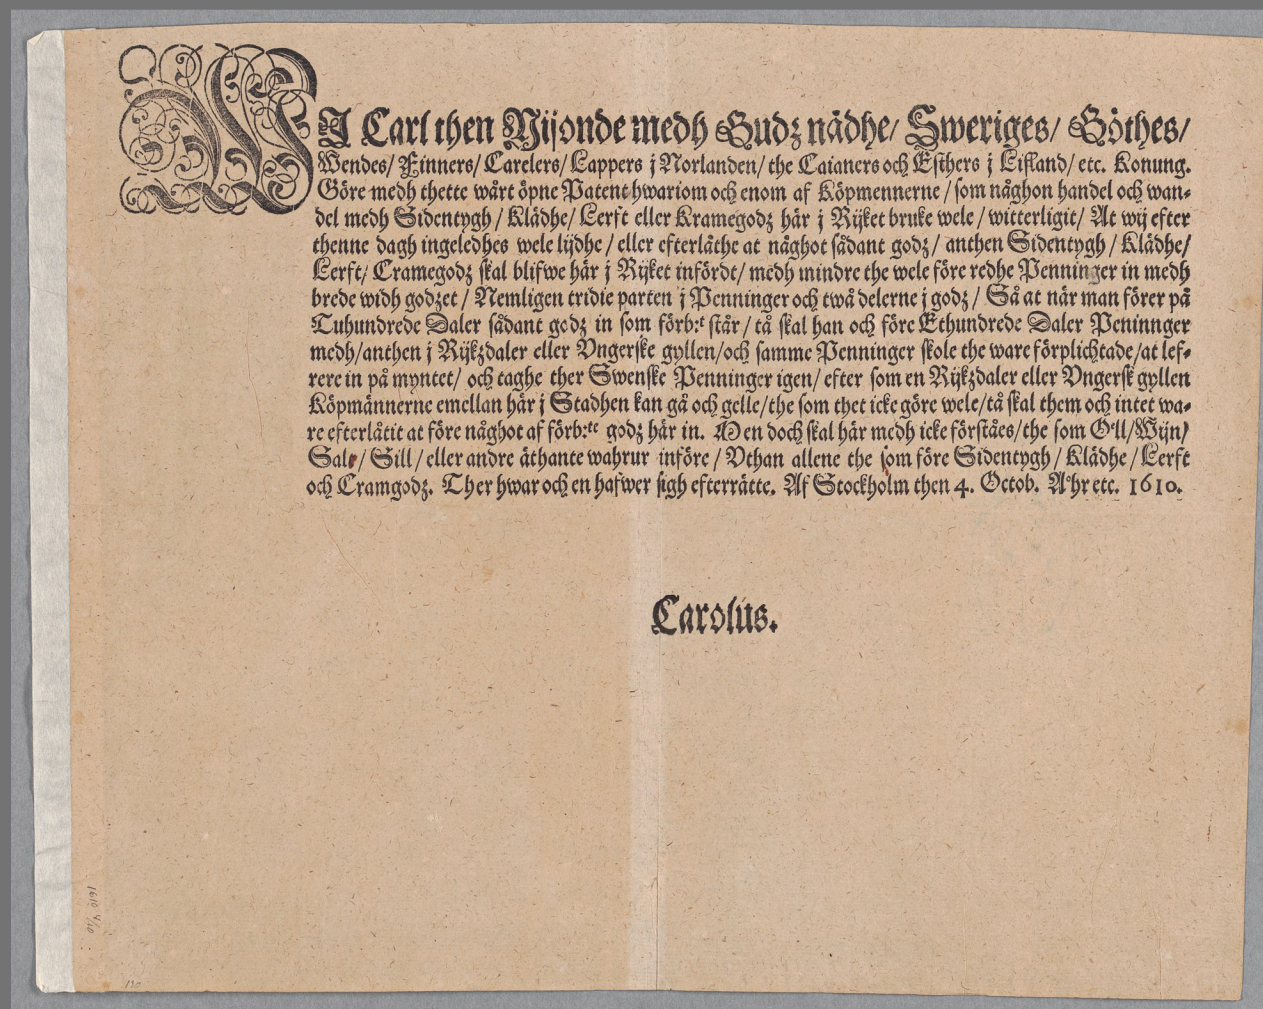 WJ Carl then Nijonde medh Gudz nådhe/ Sweriges/ Göthes/
Wendes/ Finners/ Carelers/ Lappers j Norlanden/ the Caianers och Esthers j Lifland/ etc. Konung.
Göre medh thette wårt öpne Patent hwariom och enom af Köpmennerne/ som någhon handel och wan-
del medh Sidentygh/ Klädhe/ Lerft eller Kramegodz här j Rijket bruke wele/ witterligit/ At wij efter
thenne dagh ingeledhes wele lijdhe/ eller efterlåthe at någhot sådant godz/ anthen Sidentygh/ Klädhe/
Lerft/ Cramegodz skal blifwe här j Rijket infördt/ medh mindre the wele före redhe Penninger in medh
brede widh godzet/ Nemligen tridie parten j Penninger och twå delerne j godz/ Så at när man förer på
Tuhundrede Daler sådant godz in som förb:t står/ tå skal han och före Ethundrede Daler Peninnger
medh/anthen j Rijkzdaler eller Vngerske gyllen/och samme Penninger skole the ware förplichtade/at lef-
rere in på myntet/ och taghe ther Swenske Penninger igen/ efter som en Rijkzdaler eller Vngersk gyllen
Köpmännerne emellan här j Stadhen kan gå och gelle/the som thet icke göre wele/tå skal them och intet wa-
re efterlåtit at före någhot af förb:te godz här in. Men doch skal här medh icke förståes/the som Oel/Wijn/
Salt/ Sill/ eller andre äthante wahrur införe/ Vthan allene the som före Sidentygh/ Klädhe/ Lerft
och Cramgodz. Ther hwar och en hafwer sigh efterrätte. Af Stockholm then 4. Octob. Åhr etc. 1610.
Carolus.
1610 4/10